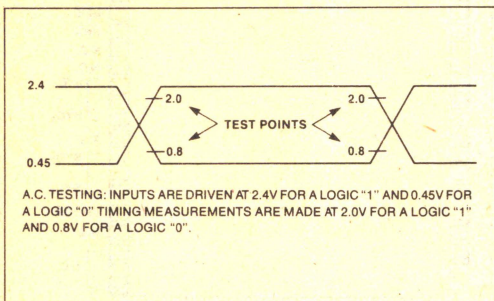 2.4
2.0 2.0
TEST POINTS
0.8 0.8
0.45
A.C. TESTING: INPUTS ARE DRIVEN AT 2.4V FOR A LOGIC "1" AND 0.45V FOR
A LOGIC "0" TIMING MEASUREMENTS ARE MADE AT 2.0V FOR A LOGIC "1"
AND 0.8V FOR A LOGIC "0".